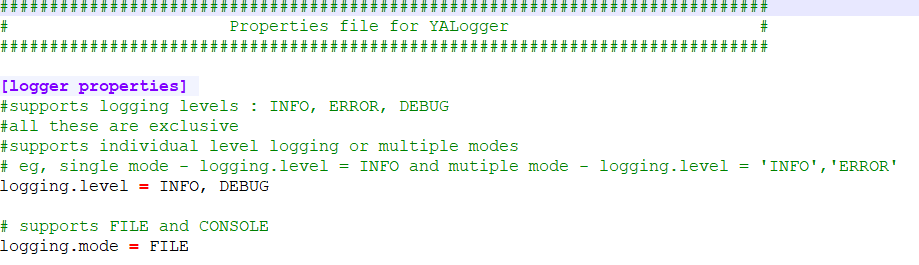 #############################################################################
# Properties file for YALogger #
#############################################################################
[logger properties]
#supports logging levels : INFO, ERROR, DEBUG
#all these are exclusive
#supports individual level logging or multiple modes
# eg, single mode - logging.level = INFO and mutiple mode - logging.level = 'INFO','ERROR'
logging.level = INFO, DEBUG
# supports FILE and CONSOLE
logging.mode = FILE